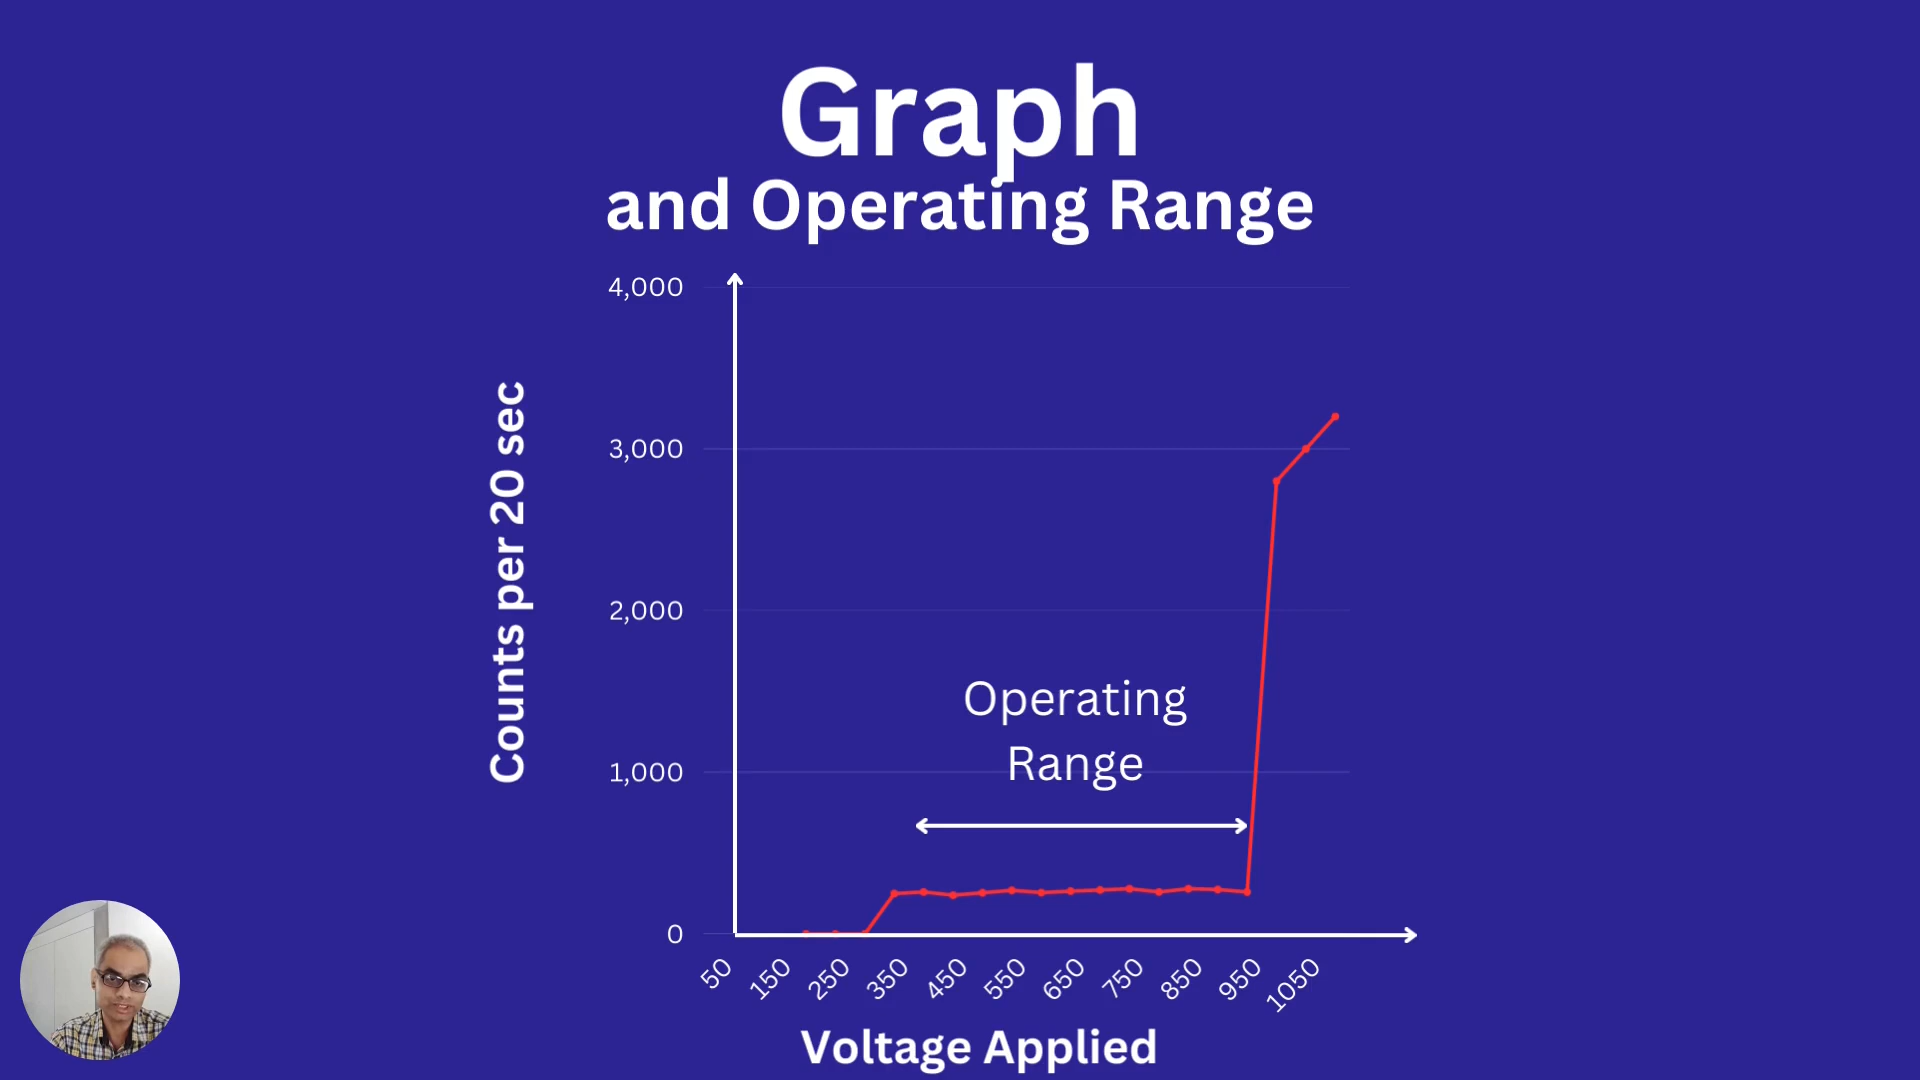 Graph
and Operating Range
4,000
3,000
2,000
1,000
0
Counts per 20 sec
Operating
Range
50
150
250
350
450
550
650
750
850
950
1050
Voltage Applied